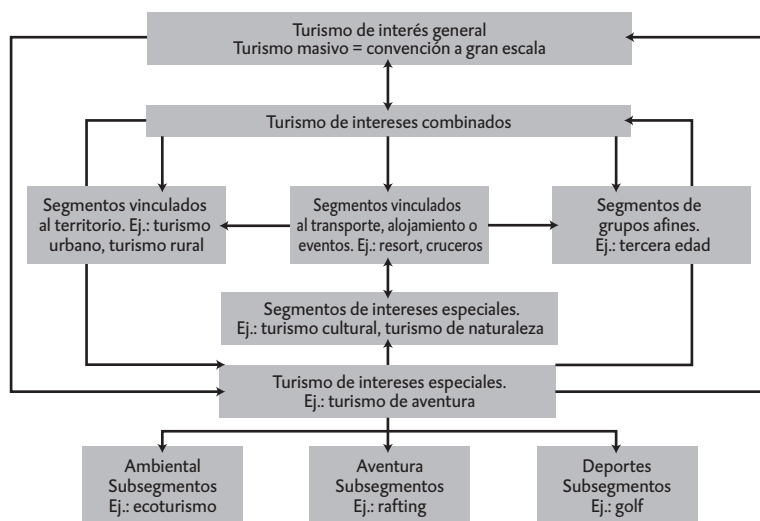 Turismo de interés general
Turismo masivo = convención a gran escala
Turismo de intereses combinados
Segmentos vinculados
al territorio. Ej.: turismo
urbano, turismo rural
Segmentos vinculados
al transporte, alojamiento o
eventos. Ej.: resort, cruceros
Segmentos de
grupos afines.
Ej.: tercera edad
Segmentos de intereses especiales.
Ej.: turismo cultural, turismo de naturaleza
Turismo de intereses especiales.
Ej.: turismo de aventura
Ambiental
Subsegmentos
Ej.: ecoturismo
Aventura
Subsegmentos
Ej.: rafting
Deportes
Subsegmentos
Ej.: golf